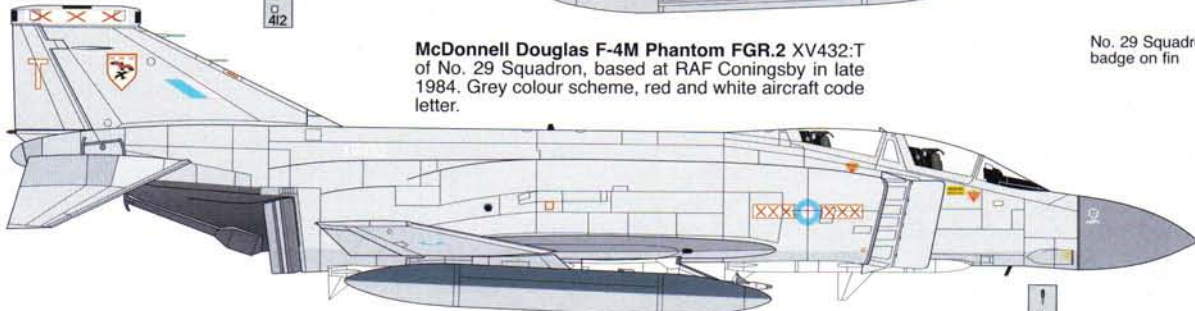 412
McDonnell Douglas F-4M Phantom FGR.2 XV432:T
of No. 29 Squadron, based at RAF Coningsby in late
1984. Grey colour scheme, red and white aircraft code
letter.
No. 29 Squadr
badge on fin
T